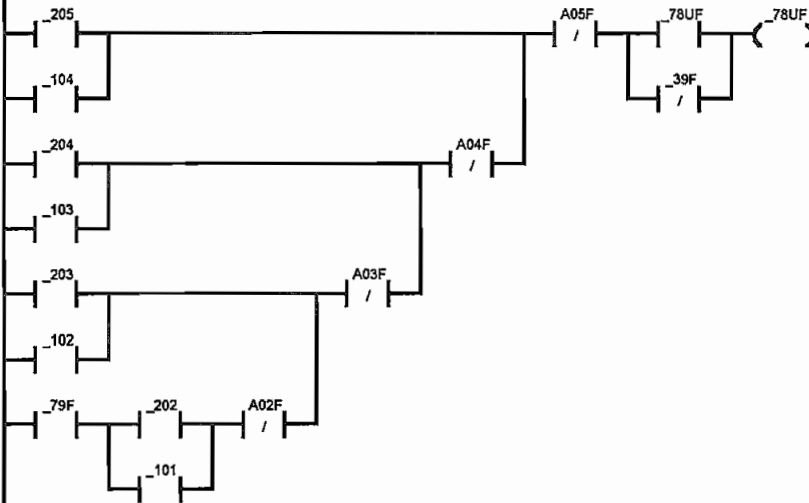 _205 A05F _78UF _78UF
/
_104 _39F
/
_204 A04F
/
_103
_203 A03F
/
_102
_79F _202 A02F
/
_101